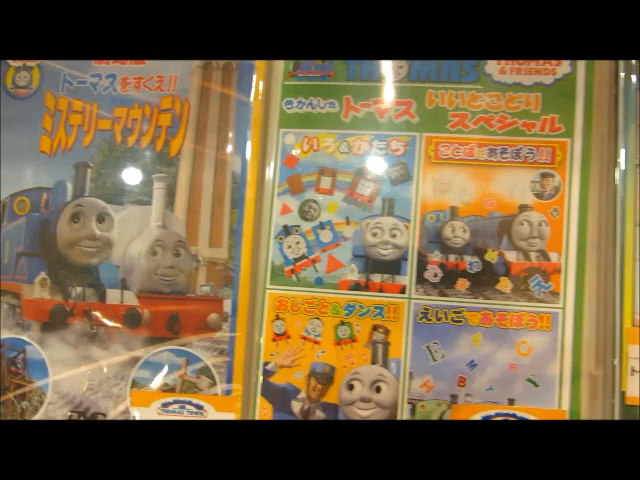 トーマスをすくえ!!
ミステリーマウンテン
THOMAS TOWN
THOMAS
THOMAS
& FRIENDS
きかんしゃ トーマス いいとこどり
スペシャル
いろ&かたち
ことばであそぼう!!
おしごと&ダンス!!
えいごであそぼう!!